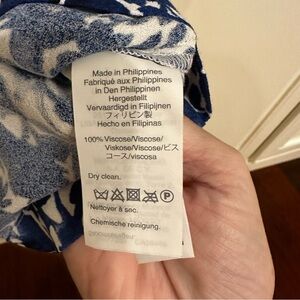 Made in Philippines
Fabriqué aux Philippines
in Den Philippinen
Hergestellt
Vervaardigd in Filipijnen
フィリピン製
Hecho en Filipinas
100% Viscose/Viscose/
Viskose/Viscose/ビス
コース/viscosa
Dry clean.
P
Nettoyer à sec.
Chemische reinigung.